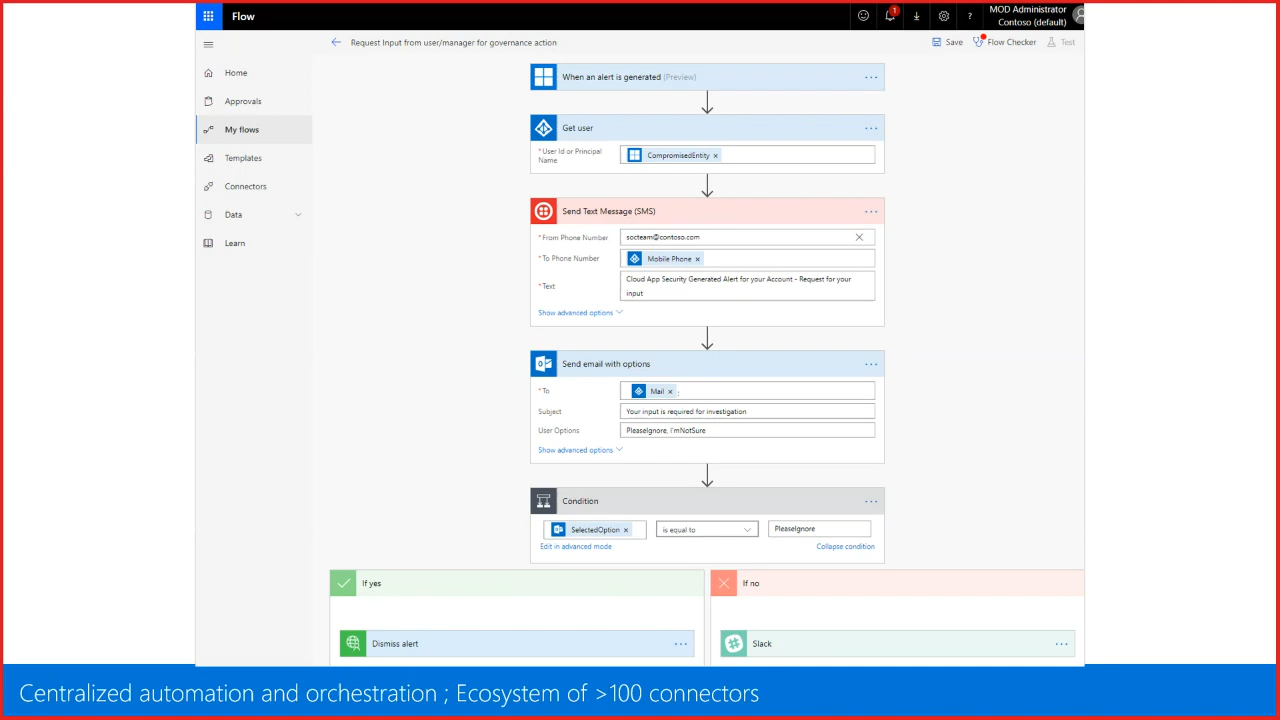 Flow
1
?
MOD Administrator
Contoso (default)
Request Input from user/manager for governance action
Save
Flow Checker
Test
Home
Approvals
My flows
Templates
Connectors
Data
Learn
When an alert is generated (Preview)
Get user
* User Id or Principal
Name
CompromisedEntity ×
Send Text Message (SMS)
* From Phone Number
socteam@contoso.com
* To Phone Number
Mobile Phone ×
* Text
Cloud App Security Generated Alert for your Account - Request for your
input
Show advanced options
Send email with options
* To
Mail × ;
Subject
Your input is required for investigation
User Options
PleaseIgnore, I'mNotSure
Show advanced options
Condition
SelectedOption ×
is equal to
PleaseIgnore
Edit in advanced mode
Collapse condition
If yes
If no
Dismiss alert
Slack
Centralized automation and orchestration ; Ecosystem of >100 connectors